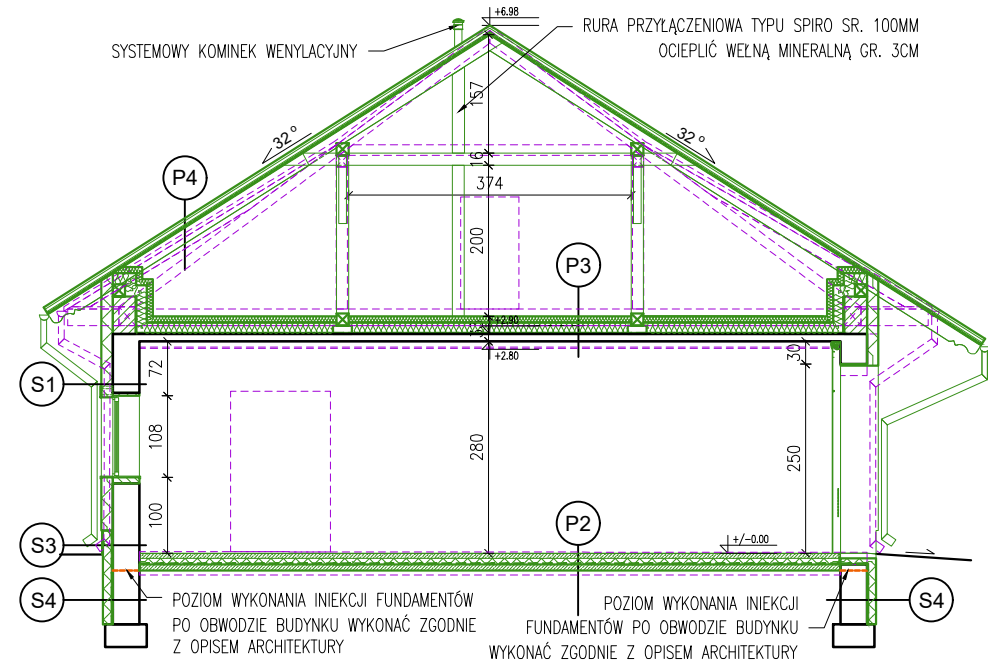 +6.98
RURA PRZYŁĄCZENIOWA TYPU SPIRO SR. 100MM
OCIEPLIĆ WEŁNĄ MINERALNĄ GR. 3CM
SYSTEMOWY KOMINEK WENYLACYJNY
157
32°
32°
16
P4
374
200
P3
+2.90
+2.80
30
72
S1
108
280
250
100
P2
+/-0.00
S3
S4
S4
POZIOM WYKONANIA INIEKCJI FUNDAMENTÓW
PO OBWODZIE BUDYNKU WYKONAĆ ZGODNIE
Z OPISEM ARCHITEKTURY
POZIOM WYKONANIA INIEKCJI
FUNDAMENTÓW PO OBWODZIE BUDYNKU
WYKONAĆ ZGODNIE Z OPISEM ARCHITEKTURY